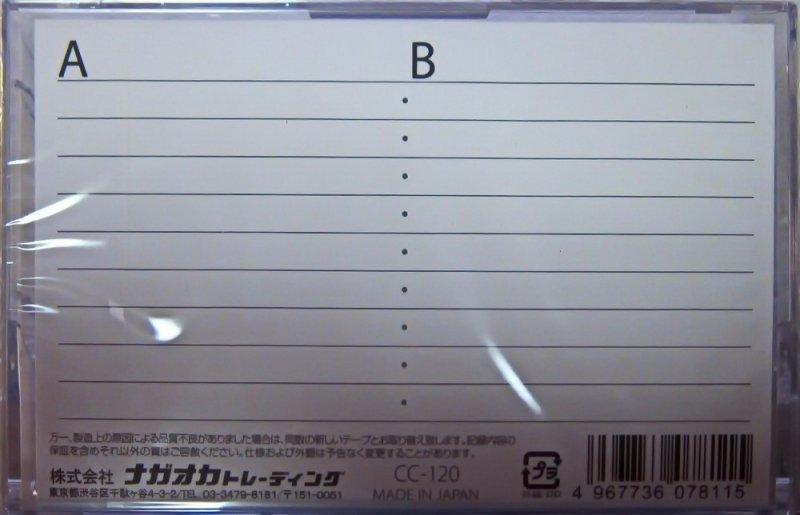 A B
万一、製造上の原因による品質不良がありました場合は、同数の新しいテープとお取り替え致します。記録内容の
保証を含めそれ以外の責はご容赦ください。仕様および外観は予告なく変更することがあります。
株式会社 ナガオカトレーディング CC-120
東京都渋谷区千駄ヶ谷4-3-2/TEL 03-3479-6181/〒151-0051 MADE IN JAPAN
プラ
4 967736 078115